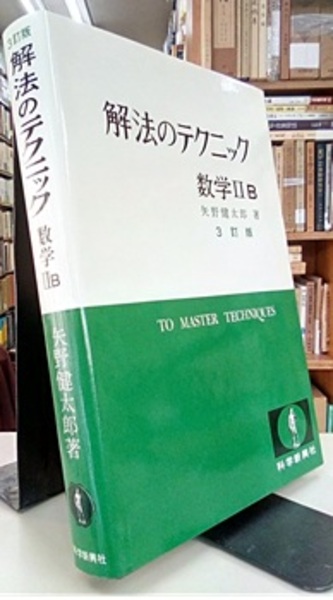 3訂版
解法のテクニック
数学ⅡB
矢野健太郎著
科学新興社
解法のテクニック
数学ⅡB
矢野健太郎 著
3訂版
TO MASTER TECHNIQUES
科学新興社